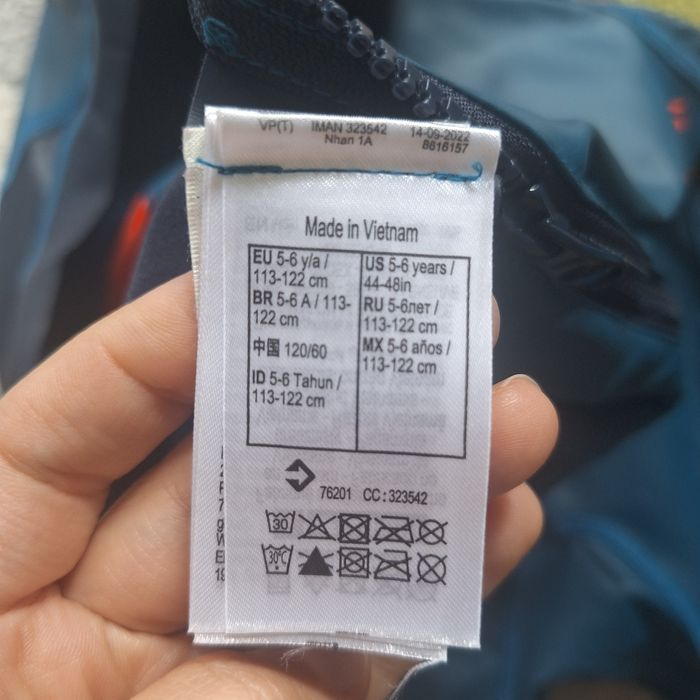 VP(T) IMAN 323542 14-09-2022
Nhan 1A 8616157
Made in Vietnam
EU 5-6 y/a /
113-122 cm
BR 5-6 A / 113-
122 cm
中国 120/60
ID 5-6 Tahun /
113-122 cm
US 5-6 years /
44-48in
RU 5-6лет /
113-122 cm
MX 5-6 años /
113-122 cm
76201 CC:323542
30
30°C